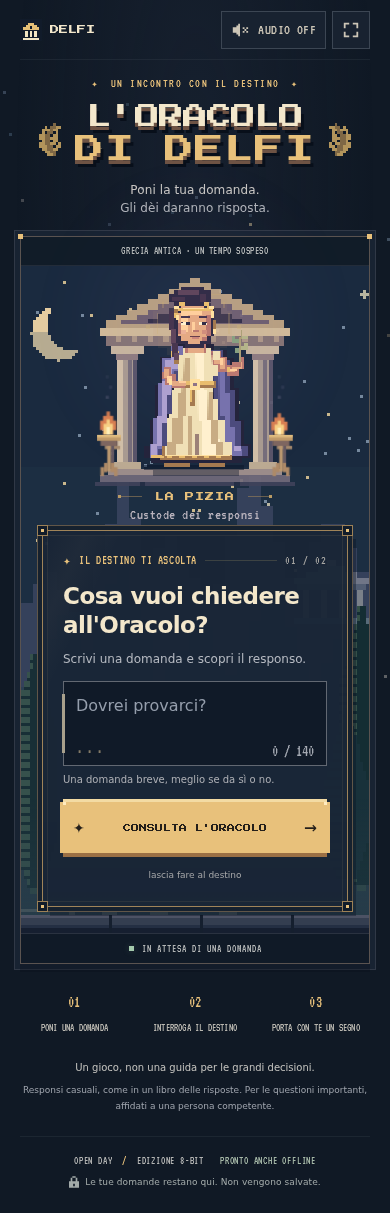 DELFI
AUDIO OFF
✦ UN INCONTRO CON IL DESTINO ✦
L'ORACOLO
DI DELFI
Poni la tua domanda.
Gli dèi daranno risposta.
GRECIA ANTICA · UN TEMPO SOSPESO
LA PIZIA
Custode dei responsi
✦ IL DESTINO TI ASCOLTA 01 / 02
Cosa vuoi chiedere
all'Oracolo?
Scrivi una domanda e scopri il responso.
Dovrei provarci?
... 0 / 140
Una domanda breve, meglio se da sì o no.
✦ CONSULTA L'ORACOLO →
lascia fare al destino
IN ATTESA DI UNA DOMANDA
01 02 03
PONI UNA DOMANDA INTERROGA IL DESTINO PORTA CON TE UN SEGNO
Un gioco, non una guida per le grandi decisioni.
Responsi casuali, come in un libro delle risposte. Per le questioni importanti,
affidati a una persona competente.
OPEN DAY / EDIZIONE 8-BIT PRONTO ANCHE OFFLINE
Le tue domande restano qui. Non vengono salvate.